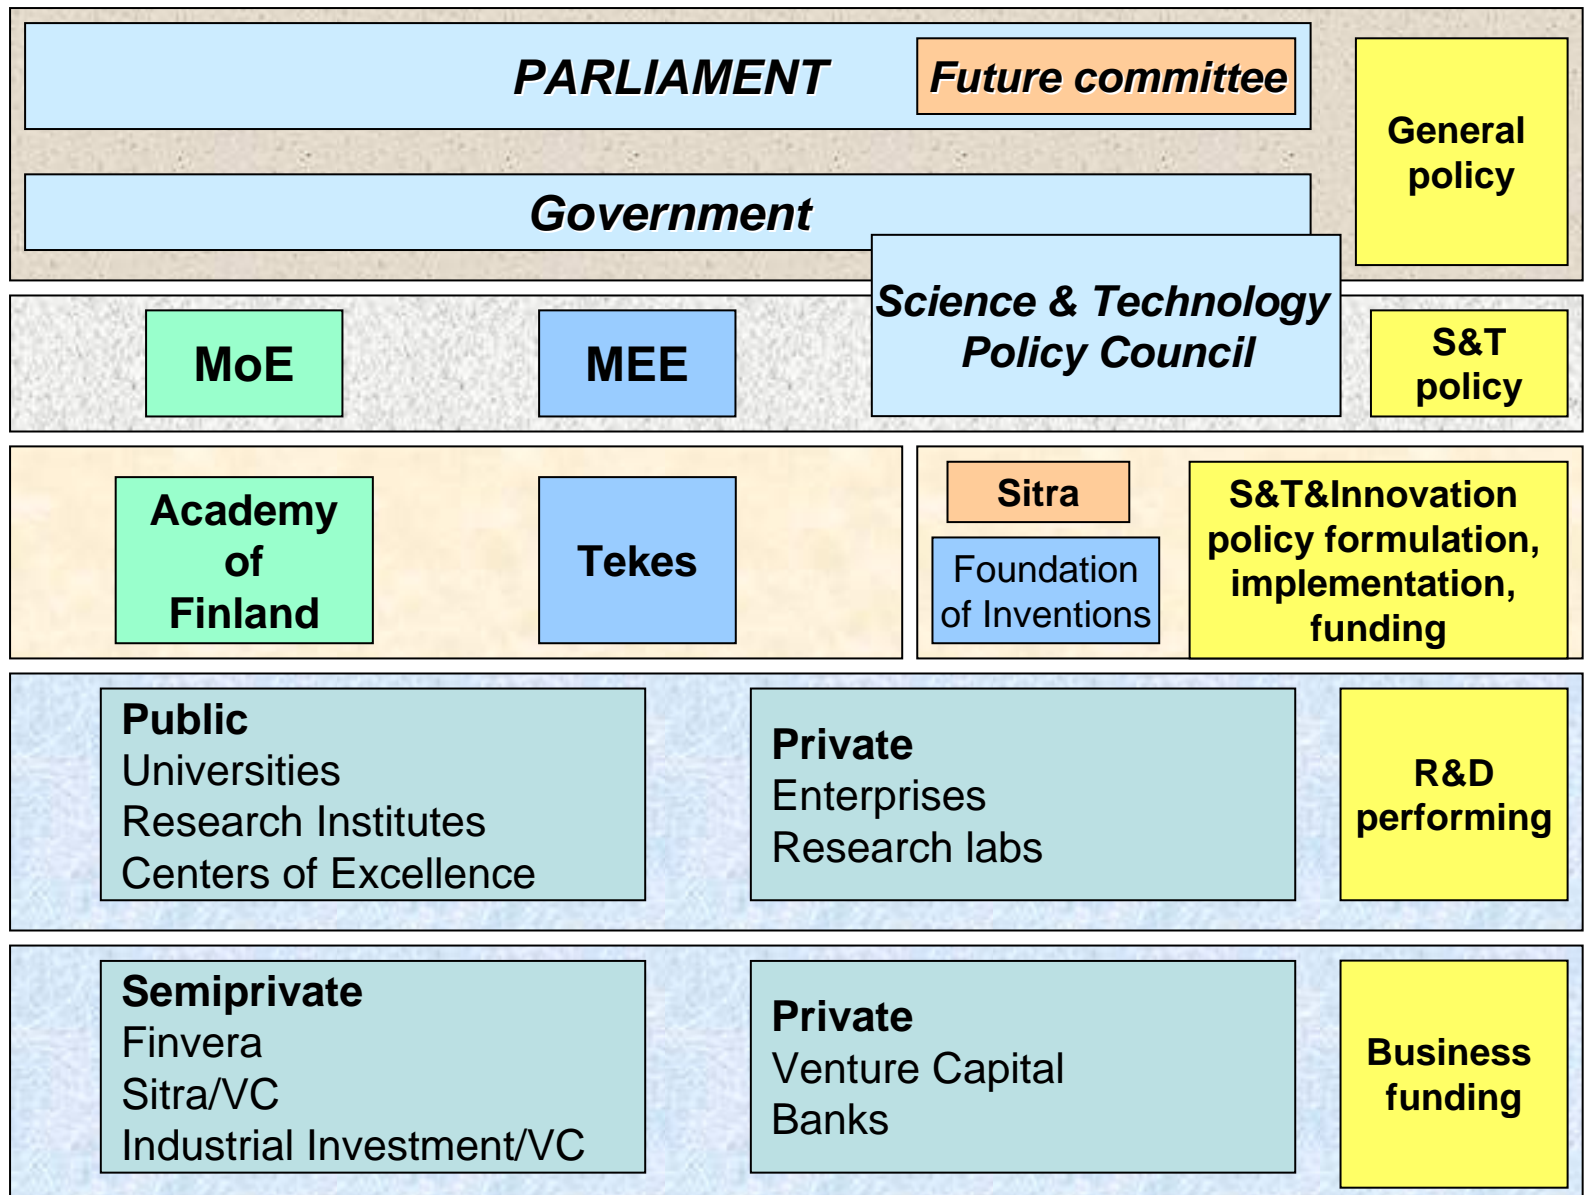 PARLIAMENT
Future committee
General
policy
Government
Science & Technology
Policy Council
MoE
MEE
S&T
policy
Academy
of
Finland
Tekes
Sitra
Foundation
of Inventions
S&T&Innovation
policy formulation,
implementation,
funding
Public
Universities
Research Institutes
Centers of Excellence
Private
Enterprises
Research labs
R&D
performing
Semiprivate
Finvera
Sitra/VC
Industrial Investment/VC
Private
Venture Capital
Banks
Business
funding